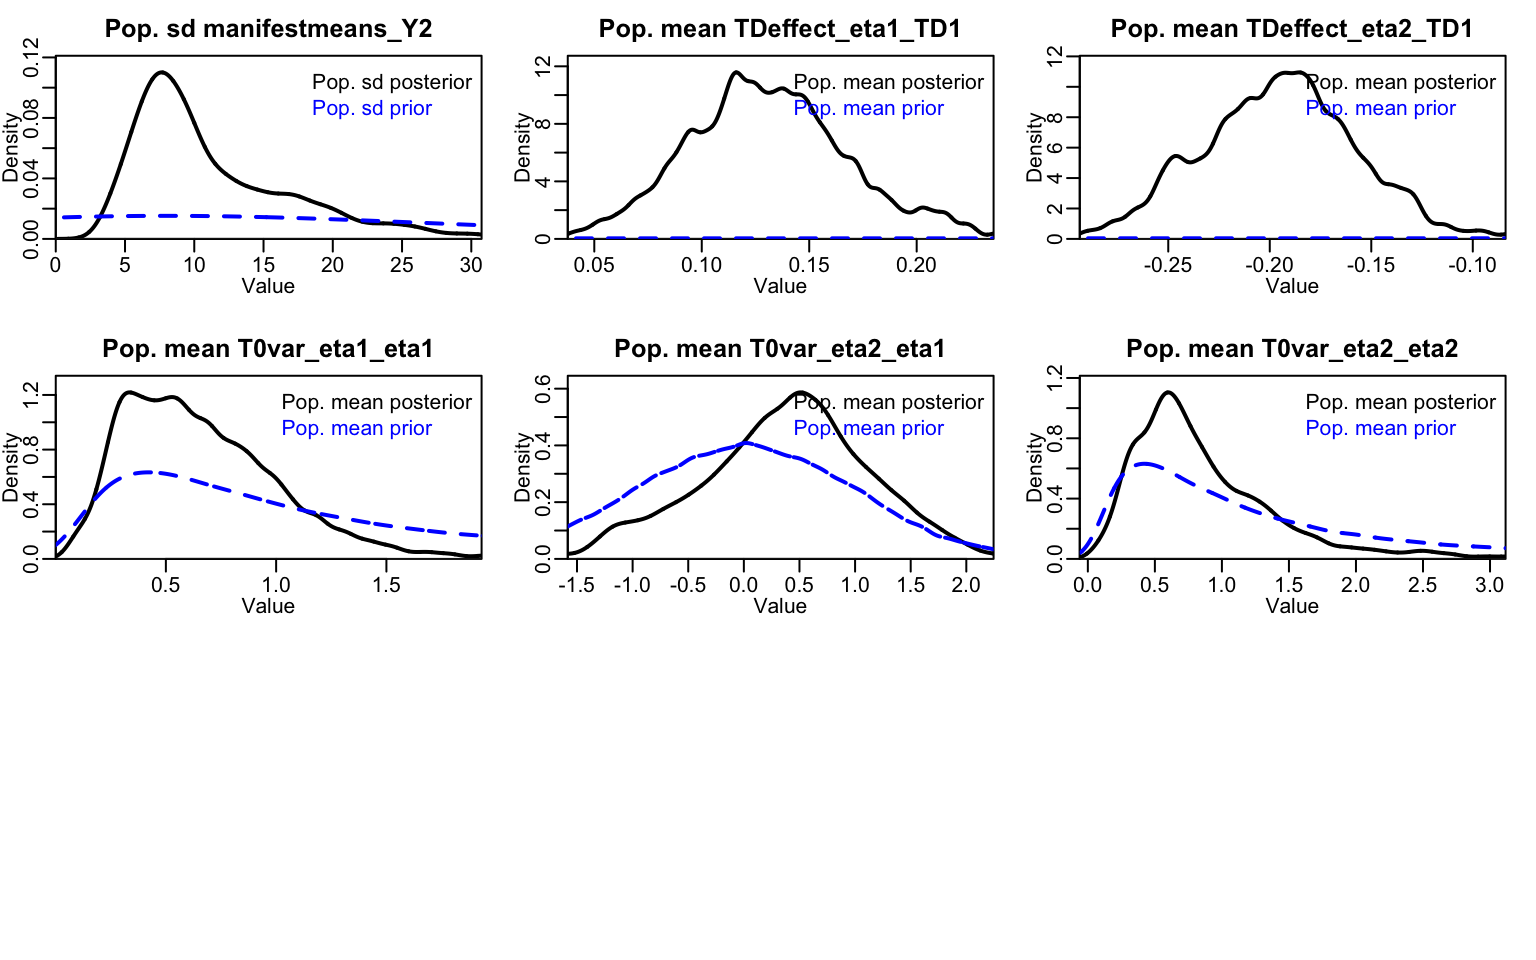 Pop. sd manifestmeans_Y2
Density
0.00 0.04 0.08 0.12
Pop. sd posterior
Pop. sd prior
0 5 10 15 20 25 30
Value
Pop. mean TDeffect_eta1_TD1
Density
0 4 8 12
Pop. mean posterior
Pop. mean prior
0.05 0.10 0.15 0.20
Value
Pop. mean TDeffect_eta2_TD1
Density
0 2 4 6 8 12
Pop. mean posterior
Pop. mean prior
-0.25 -0.20 -0.15 -0.10
Value
Pop. mean T0var_eta1_eta1
Density
0.0 0.4 0.8 1.2
Pop. mean posterior
Pop. mean prior
0.5 1.0 1.5
Value
Pop. mean T0var_eta2_eta1
Density
0.0 0.2 0.4 0.6
Pop. mean posterior
Pop. mean prior
-1.5 -1.0 -0.5 0.0 0.5 1.0 1.5 2.0
Value
Pop. mean T0var_eta2_eta2
Density
0.0 0.4 0.8 1.2
Pop. mean posterior
Pop. mean prior
0.0 0.5 1.0 1.5 2.0 2.5 3.0
Value